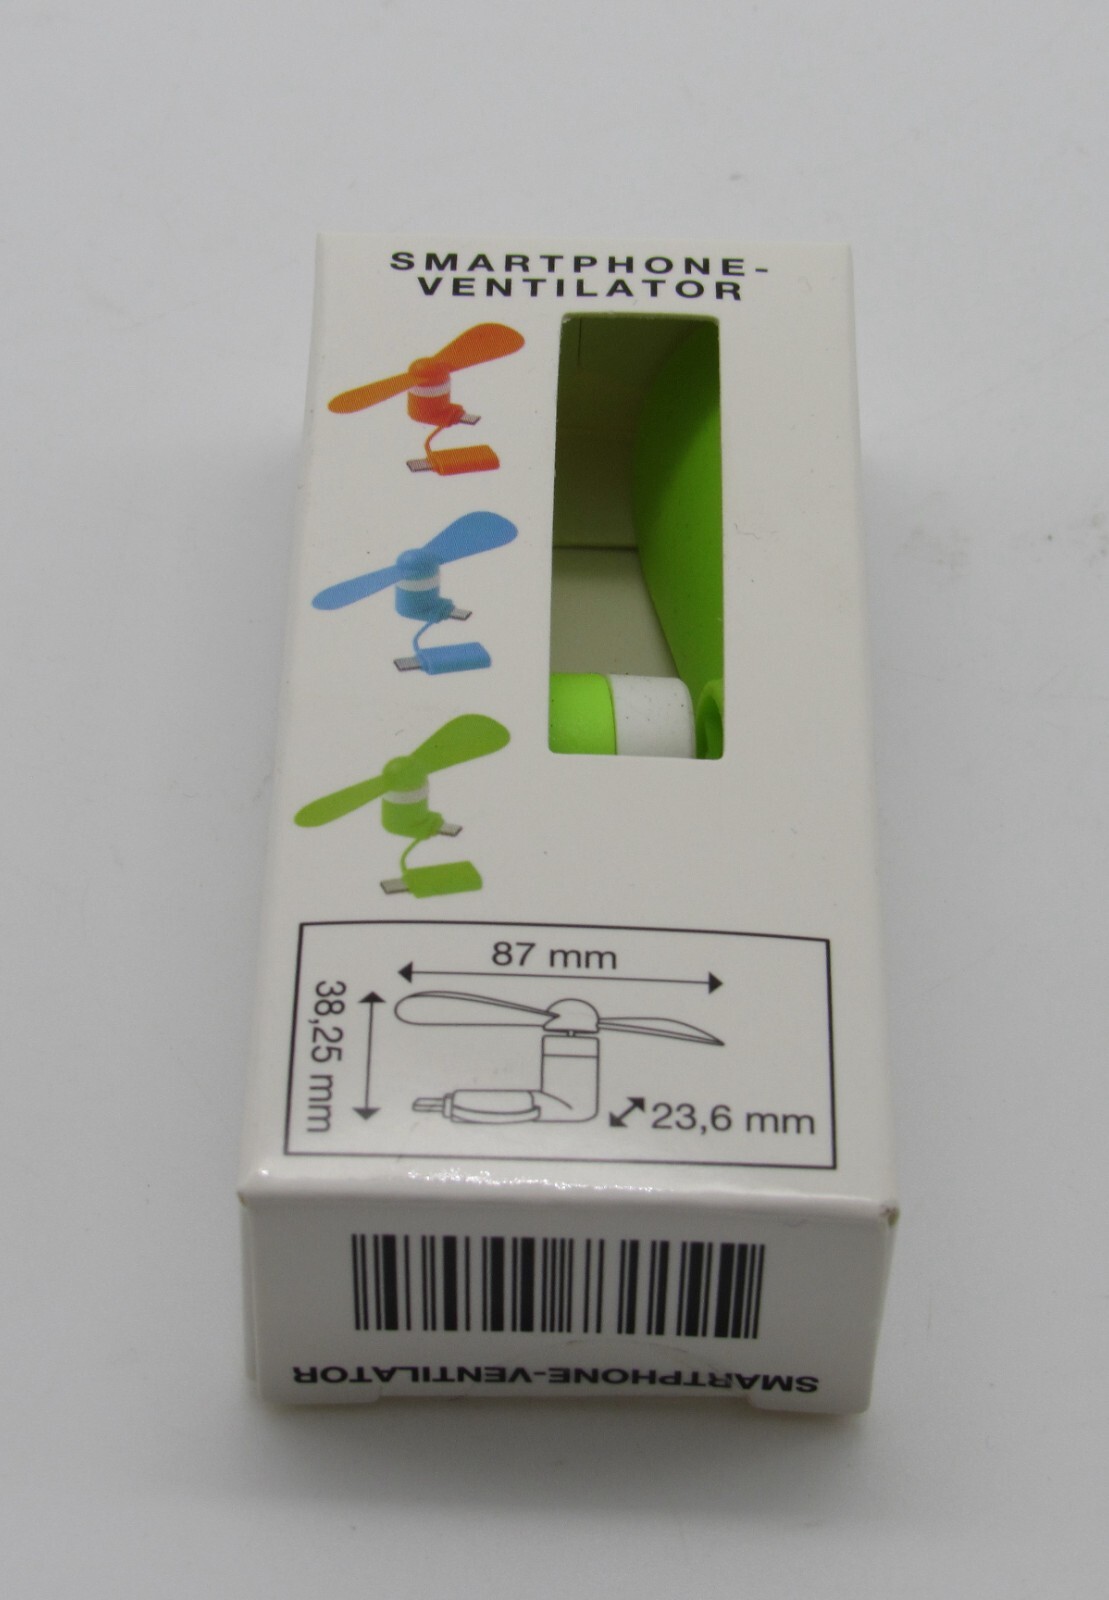 SMARTPHONE-
VENTILATOR
87 mm
38,25 mm
23,6 mm
SMARTPHONE-VENTILATOR